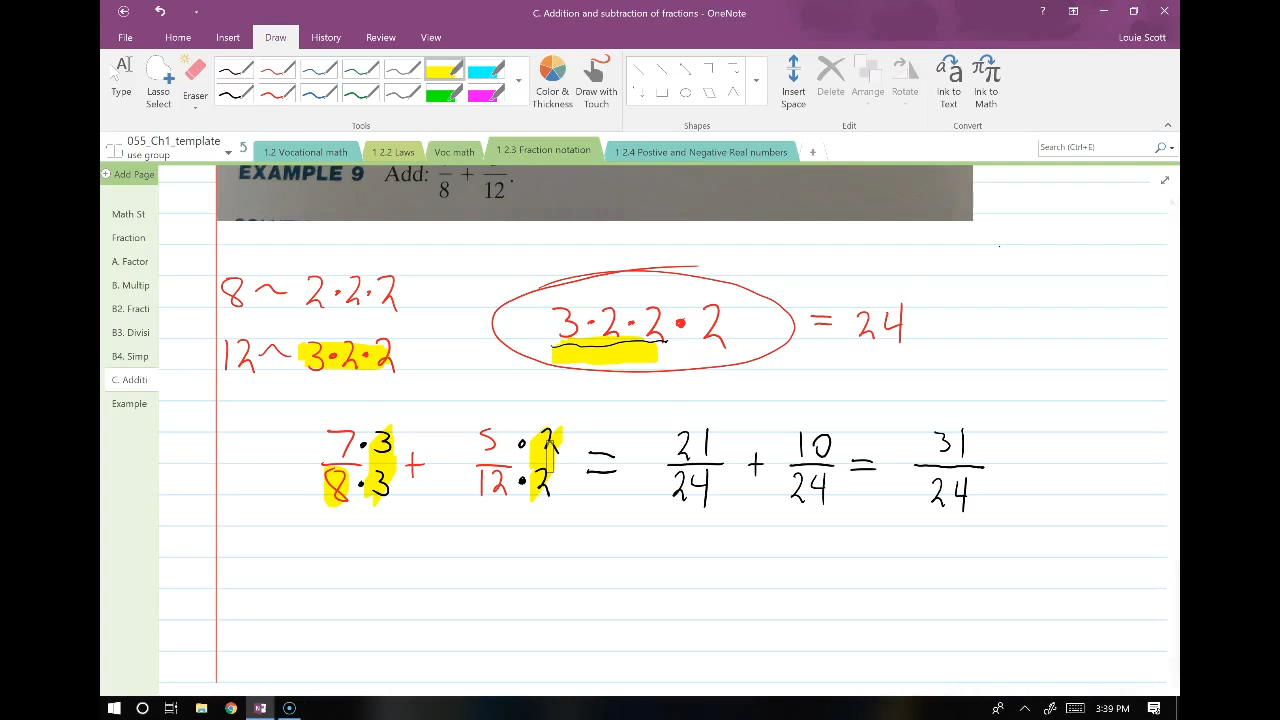 C. Addition and subtraction of fractions - OneNote
?
File Home Insert Draw History Review View
Louie Scott
Type
Lasso Select
Eraser
Color & Thickness
Draw with Touch
Insert Space
Delete
Arrange
Rotate
Ink to Text
Ink to Math
Tools
Shapes
Edit
Convert
055_Ch1_template
use group
1.2 Vocational math
1.2.2 Laws
Voc math
1 2.3 Fraction notation
1 2.4 Postive and Negative Real numbers
Search (Ctrl+E)
Add Page
Math St
Fraction
A. Factor
B. Multip
B2. Fracti
B3. Divisi
B4. Simp
C. Additi
Example
EXAMPLE 9 Add: /8 + /12.
8 ~ 2·2·2
12 ~ 3·2·2
3·2·2·2 = 24
7·3/8·3 + 5·2/12·2 = 21/24 + 10/24 = 31/24
3:39 PM